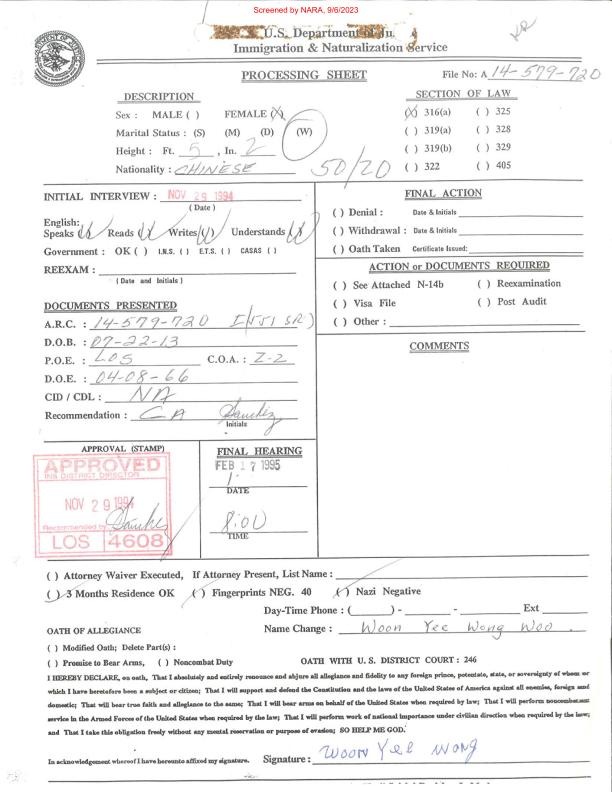 Screened by NARA, 9/6/2023
U.S. Department of Ju
Immigration & Naturalization Service
PROCESSING SHEET
File No: A 14-579-720
DESCRIPTION
Sex : MALE ( ) FEMALE (X)
Marital Status : (S) (M) (D) (W)
Height : Ft. 5, In. 2
Nationality : CHINESE
50/20
SECTION OF LAW
(X) 316(a) ( ) 325
( ) 319(a) ( ) 328
( ) 319(b) ( ) 329
( ) 322 ( ) 405
INITIAL INTERVIEW : NOV 29 1994
( Date )
English:
Speaks (/) Reads (/) Writes (/) Understands (/)
Government : OK ( ) I.N.S. ( ) E.T.S. ( ) CASAS ( )
REEXAM :
( Date and Initials )
FINAL ACTION
( ) Denial : Date & Initials
( ) Withdrawal : Date & Initials
( ) Oath Taken Certificate Issued:
ACTION or DOCUMENTS REQUIRED
( ) See Attached N-14b ( ) Reexamination
( ) Visa File ( ) Post Audit
( ) Other :
COMMENTS
DOCUMENTS PRESENTED
A.R.C. : 14-579-720 I(551 SR)
D.O.B. : 07-22-13
P.O.E. : LOS C.O.A. : Z-2
D.O.E. : 04-08-66
CID / CDL : NA
Recommendation : CA Sanchez
Initials
APPROVAL (STAMP)
APPROVED
INS DISTRICT DIRECTOR
NOV 29 1994
Recommended by Sanchez
LOS 4608
FINAL HEARING
FEB 17 1995
DATE
8:00
TIME
( ) Attorney Waiver Executed, If Attorney Present, List Name :
(/) 3 Months Residence OK (/) Fingerprints NEG. 40 (/) Nazi Negative
Day-Time Phone : ( ) - - Ext
OATH OF ALLEGIANCE
Name Change : Woon Yee Wong Woo .
( ) Modified Oath; Delete Part(s) :
( ) Promise to Bear Arms, ( ) Noncombat Duty
OATH WITH U. S. DISTRICT COURT : 246
I HEREBY DECLARE, on oath, That I absolutely and entirely renounce and abjure all allegiance and fidelity to any foreign prince, potentate, state, or sovereignty of whom or
which I have heretofore been a subject or citizen; That I will support and defend the Constitution and the laws of the United States of America against all enemies, foreign and
domestic; That will bear true faith and allegiance to the same; That I will bear arms on behalf of the United States when required by law; That I will perform noncombatant
service in the Armed Forces of the United States when required by the law; That I will perform work of national importance under civilian direction when required by the law;
and That I take this obligation freely without any mental reservation or purpose of evasion; SO HELP ME GOD.
In acknowledgement whereof I have hereunto affixed my signature. Signature : WOON YEE WONG